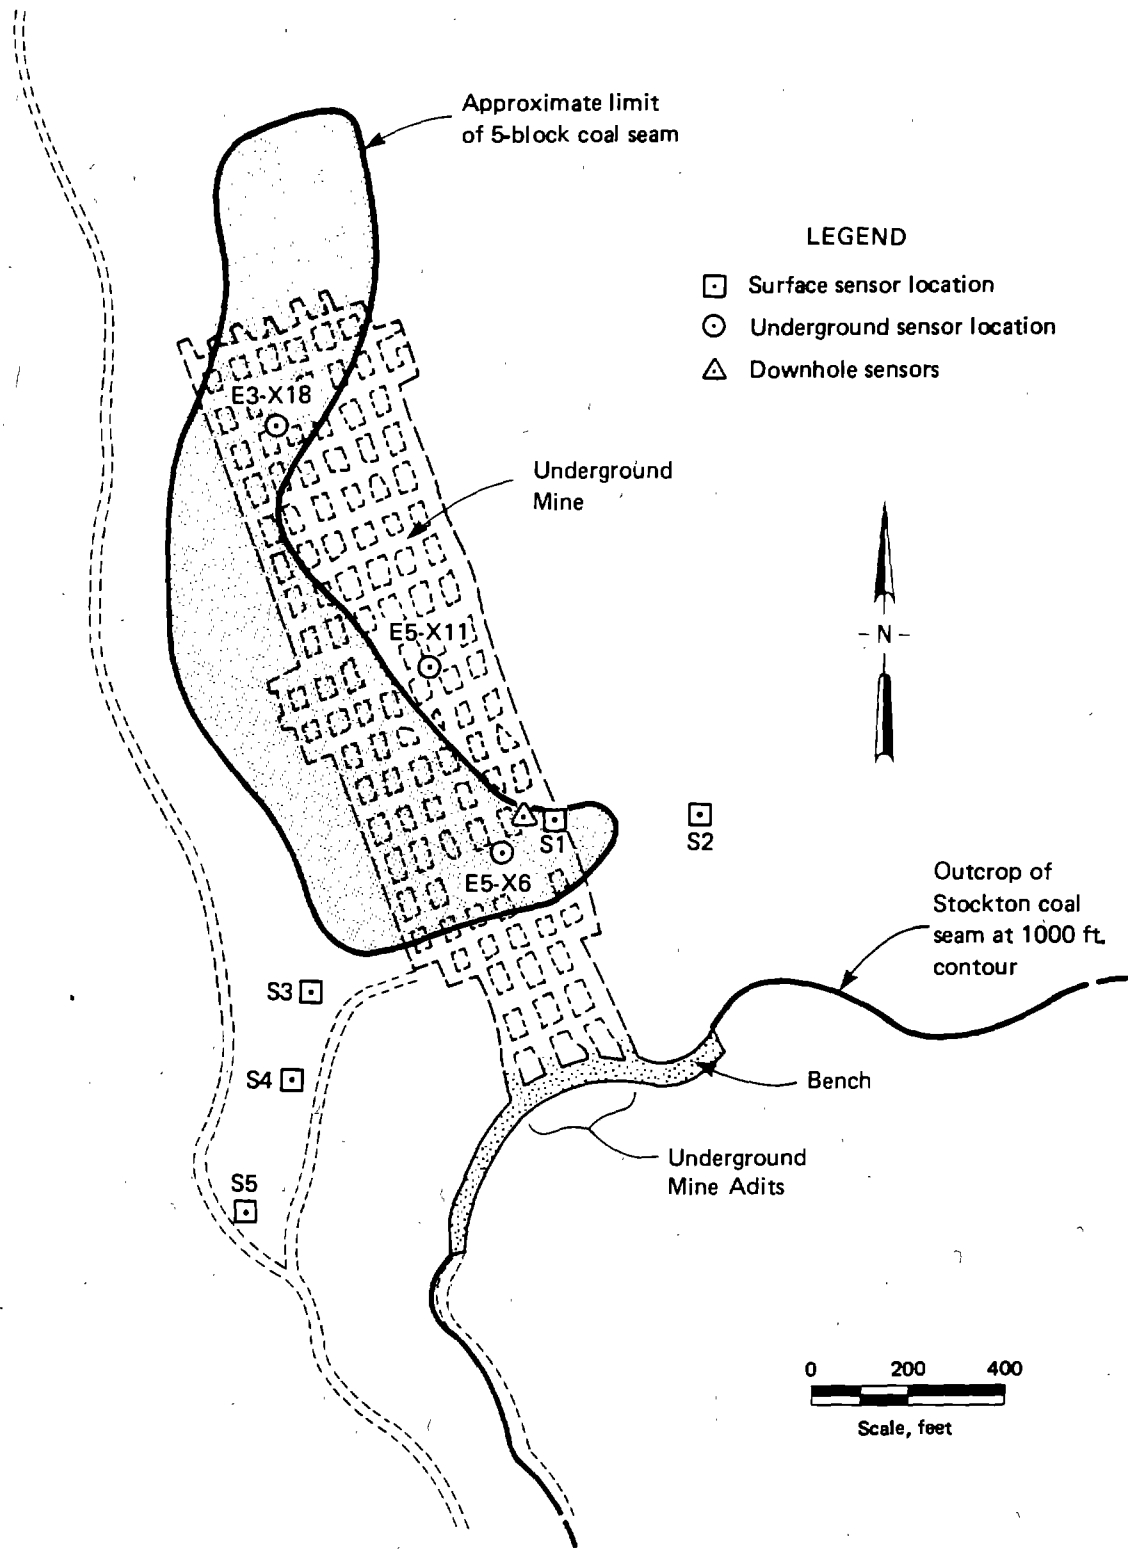 Approximate limit
of 5-block coal seam
LEGEND
Surface sensor location
Underground sensor location
Downhole sensors
E3-X18
Underground
Mine
E5-X11
- N -
S1
S2
E5-X6
Outcrop of
Stockton coal
seam at 1000 ft.
contour
S3
S4
Bench
Underground
Mine Adits
S5
0 200 400
Scale, feet